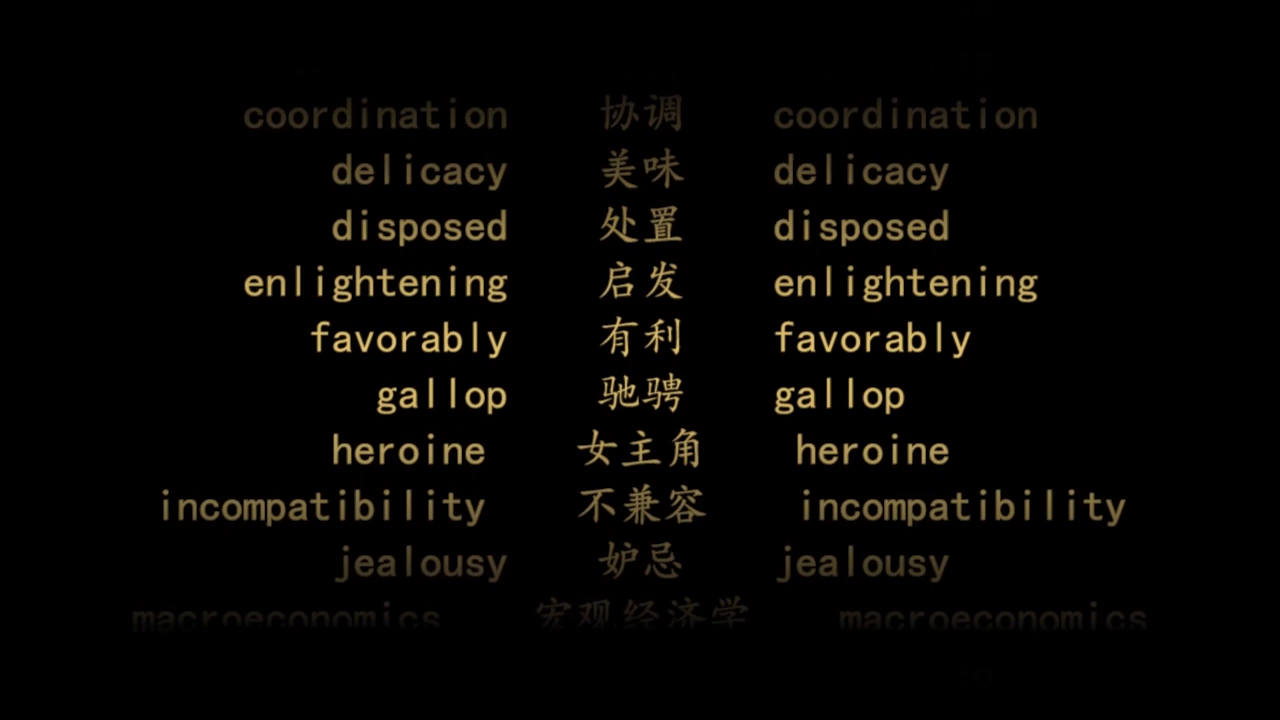 coordination 协调 coordination
delicacy 美味 delicacy
disposed 处置 disposed
enlightening 启发 enlightening
favorably 有利 favorably
gallop 驰骋 gallop
heroine 女主角 heroine
incompatibility 不兼容 incompatibility
jealousy 妒忌 jealousy
macroeconomics 宏观经济学 macroeconomics